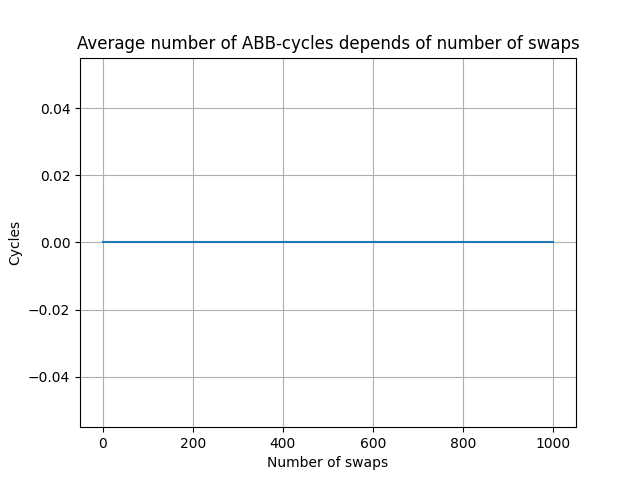 Average number of ABB-cycles depends of number of swaps
0.04
0.02
0.00
−0.02
−0.04
Cycles
0 200 400 600 800 1000
Number of swaps